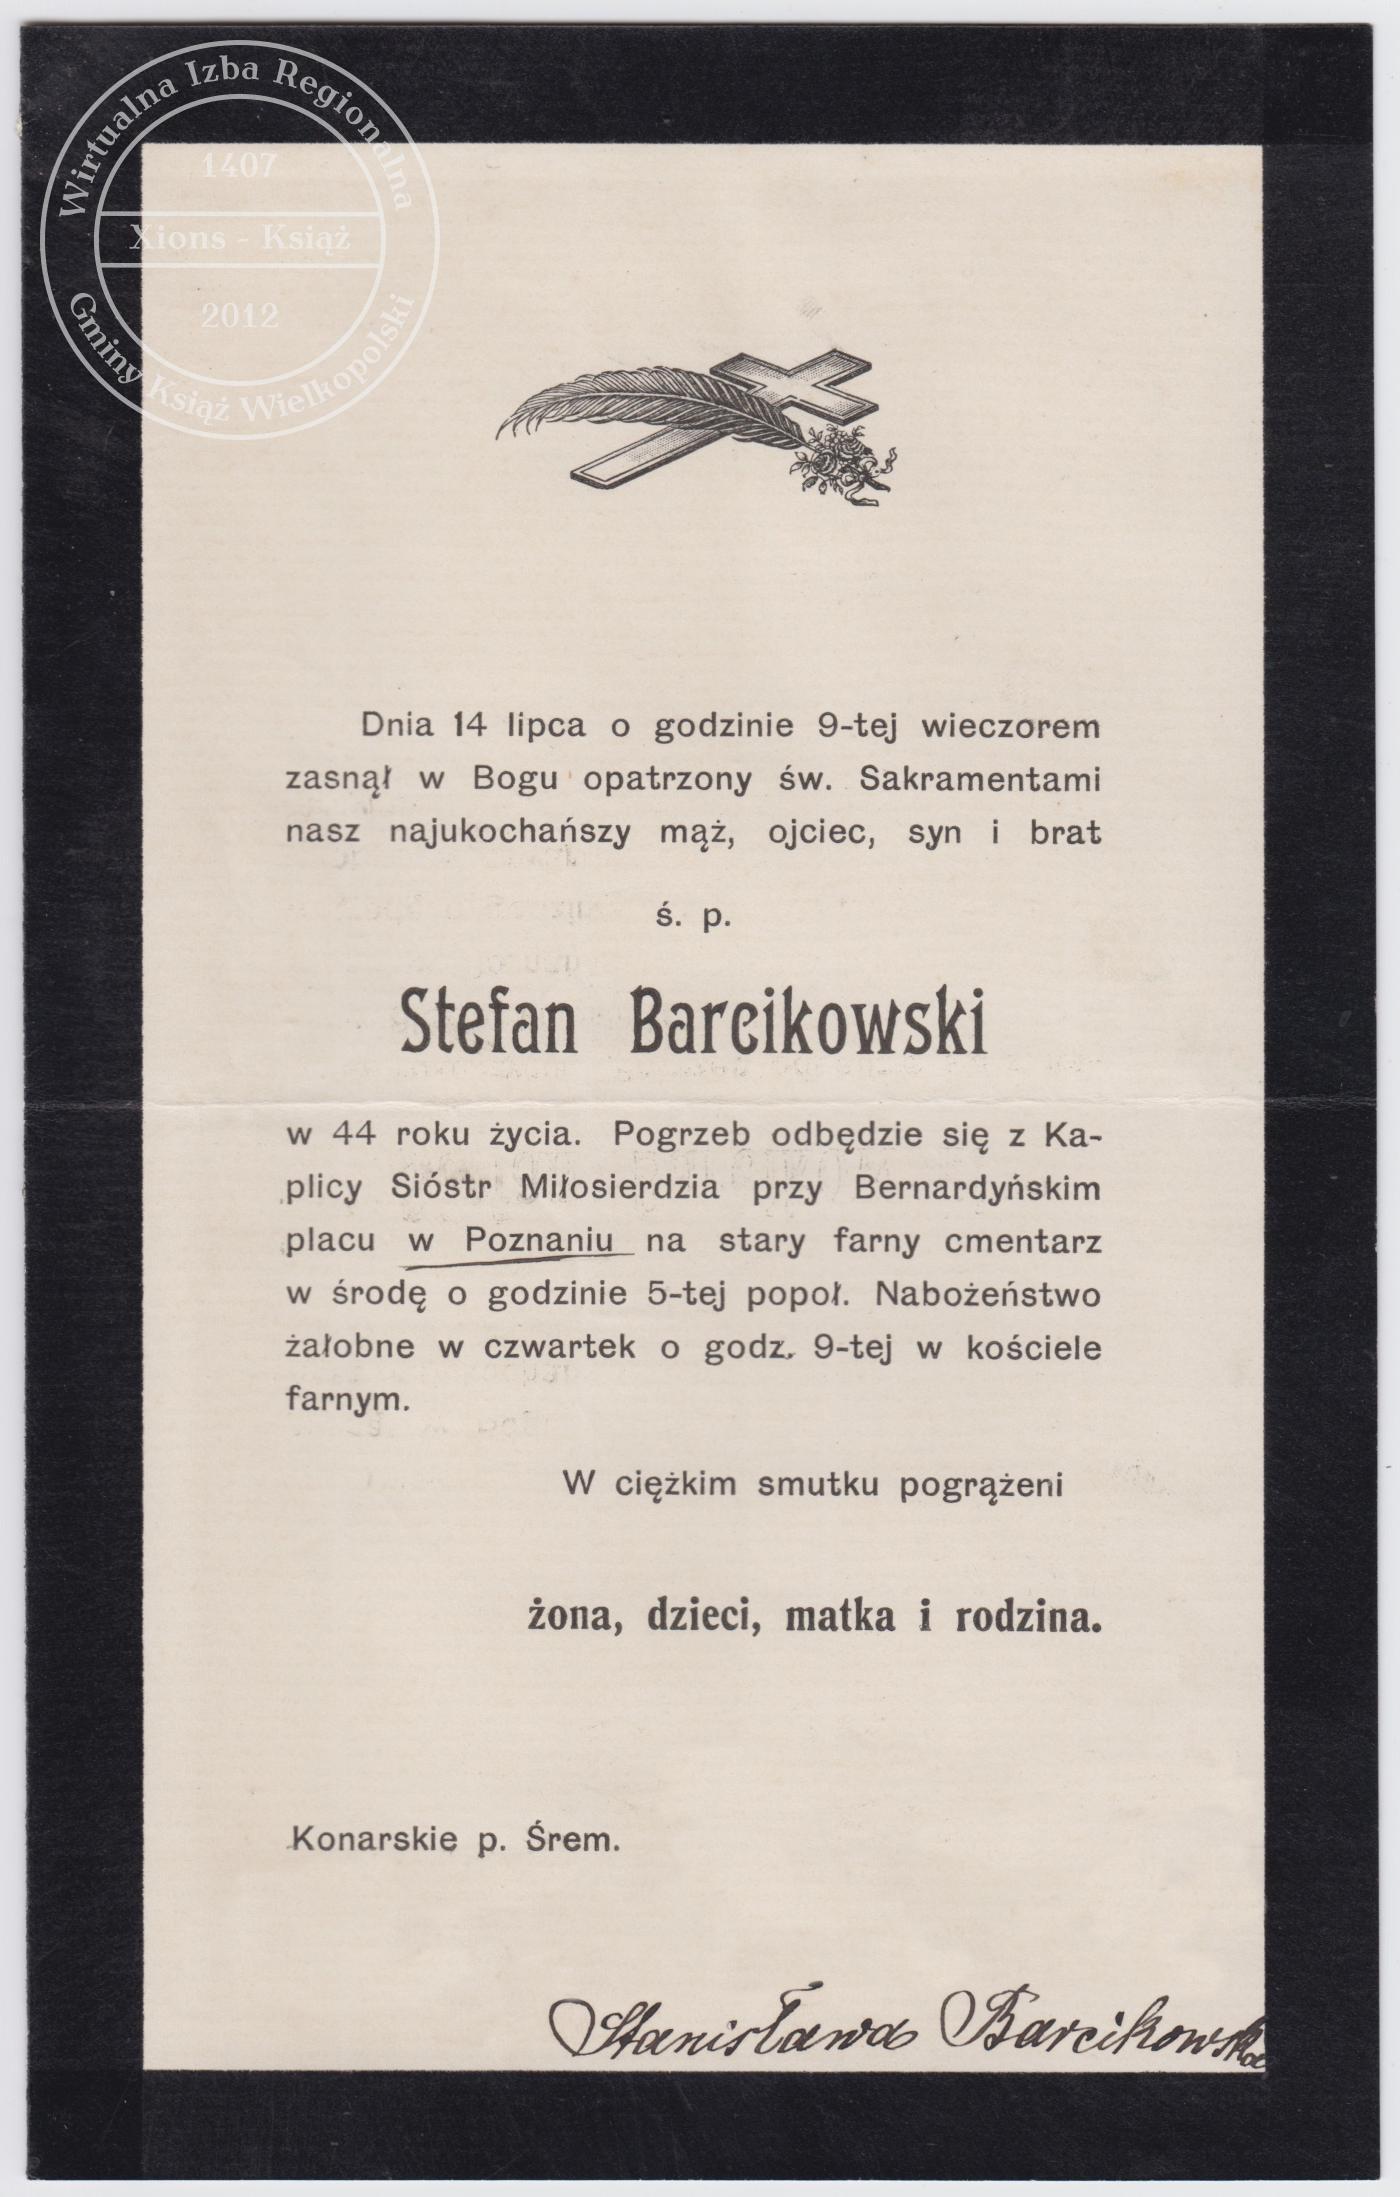 Wirtualna Izba Regionalna
1407
Xions - Książ
2012
Gminy Książ Wielkopolski
Dnia 14 lipca o godzinie 9-tej wieczorem
zasnął w Bogu opatrzony św. Sakramentami
nasz najukochańszy mąż, ojciec, syn i brat
ś. p.
Stefan Barcikowski
w 44 roku życia. Pogrzeb odbędzie się z Ka-
plicy Sióstr Miłosierdzia przy Bernardyńskim
placu w Poznaniu na stary farny cmentarz
w środę o godzinie 5-tej popoł. Nabożeństwo
żałobne w czwartek o godz. 9-tej w kościele
farnym.
W ciężkim smutku pogrążeni
żona, dzieci, matka i rodzina.
Konarskie p. Śrem.
Stanisława Barcikowska